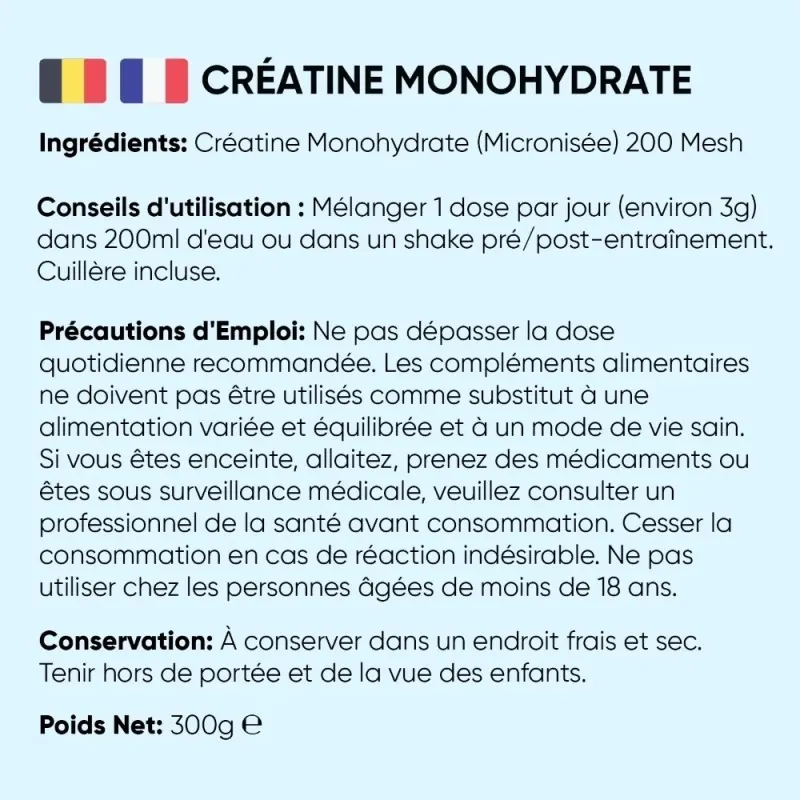 CRÉATINE MONOHYDRATE
Ingrédients: Créatine Monohydrate (Micronisée) 200 Mesh
Conseils d'utilisation : Mélanger 1 dose par jour (environ 3g)
dans 200ml d'eau ou dans un shake pré/post-entraînement.
Cuillère incluse.
Précautions d'Emploi: Ne pas dépasser la dose
quotidienne recommandée. Les compléments alimentaires
ne doivent pas être utilisés comme substitut à une
alimentation variée et équilibrée et à un mode de vie sain.
Si vous êtes enceinte, allaitez, prenez des médicaments ou
êtes sous surveillance médicale, veuillez consulter un
professionnel de la santé avant consommation. Cesser la
consommation en cas de réaction indésirable. Ne pas
utiliser chez les personnes âgées de moins de 18 ans.
Conservation: À conserver dans un endroit frais et sec.
Tenir hors de portée et de la vue des enfants.
Poids Net: 300g ℮